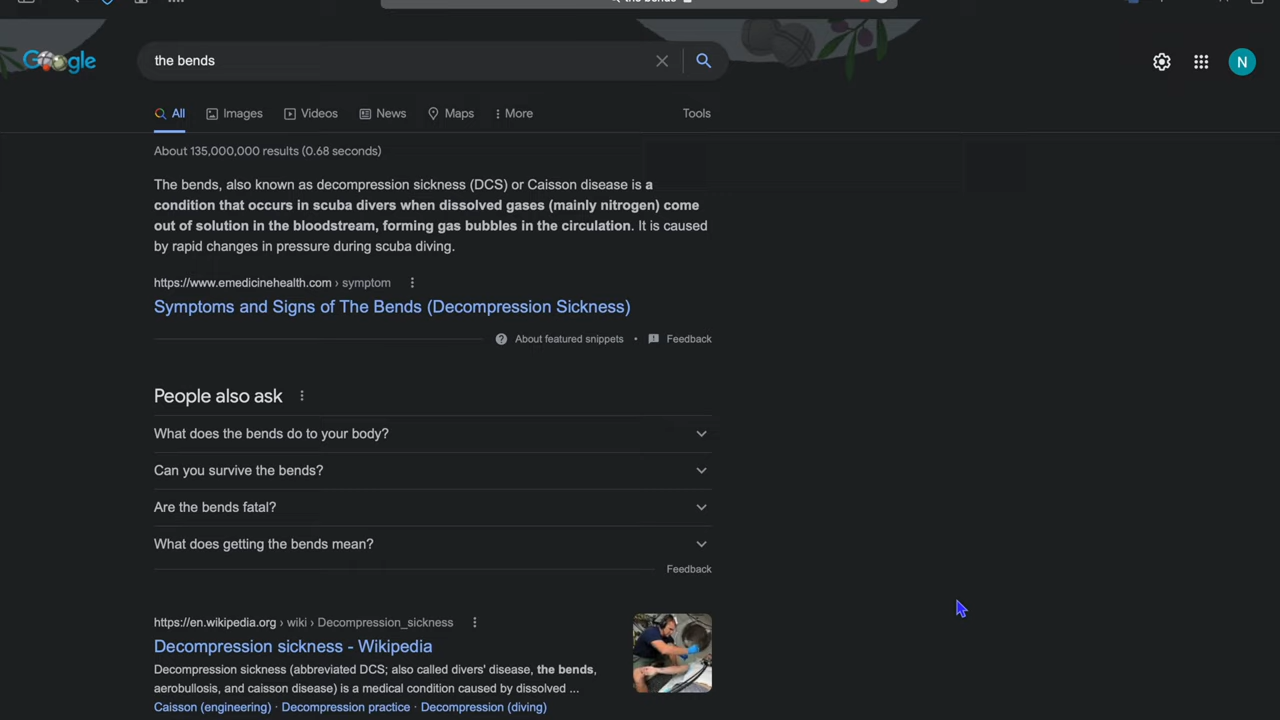 Google
the bends
N
All
Images
Videos
News
Maps
More
Tools
About 135,000,000 results (0.68 seconds)
The bends, also known as decompression sickness (DCS) or Caisson disease is a
condition that occurs in scuba divers when dissolved gases (mainly nitrogen) come
out of solution in the bloodstream, forming gas bubbles in the circulation. It is caused
by rapid changes in pressure during scuba diving.
https://www.emedicinehealth.com › symptom
Symptoms and Signs of The Bends (Decompression Sickness)
About featured snippets • Feedback
People also ask
What does the bends do to your body?
Can you survive the bends?
Are the bends fatal?
What does getting the bends mean?
Feedback
https://en.wikipedia.org › wiki › Decompression_sickness
Decompression sickness - Wikipedia
Decompression sickness (abbreviated DCS; also called divers' disease, the bends,
aerobullosis, and caisson disease) is a medical condition caused by dissolved ...
Caisson (engineering) · Decompression practice · Decompression (diving)